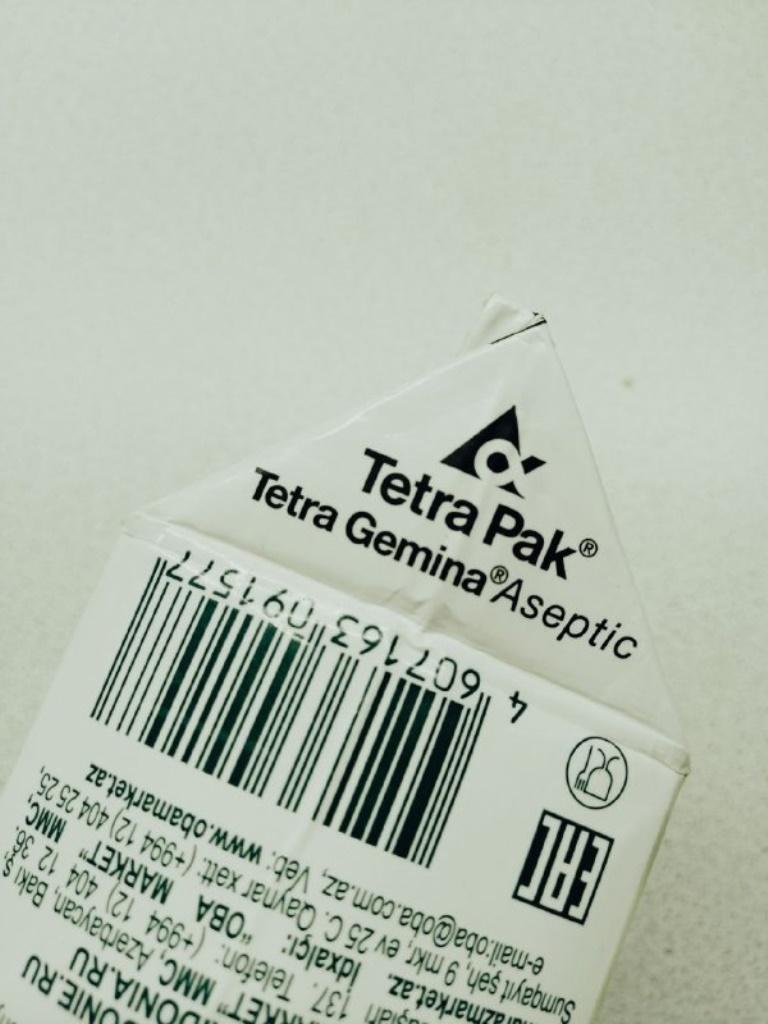 Tetra Pak®
Tetra Gemina® Aseptic
MMC, Azərbaycan, Bakı ş.,
137. Telefon: (+994 12) 404 12 36.
İdxalçı: "OBA MARKET" MMC,
Sumqayıt şəh, 9 mkr, ev 25 C. Qaynar xətt: (+994 12) 404 25 25,
e-mail:oba@oba.com.az, Veb: www.obamarket.az
EAC
4 607163 091577